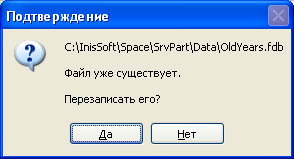 Подтверждение
C:\InisSoft\Space\SrvPart\Data\OldYears.fdb
Файл уже существует.
Перезаписать его?
Да
Нет